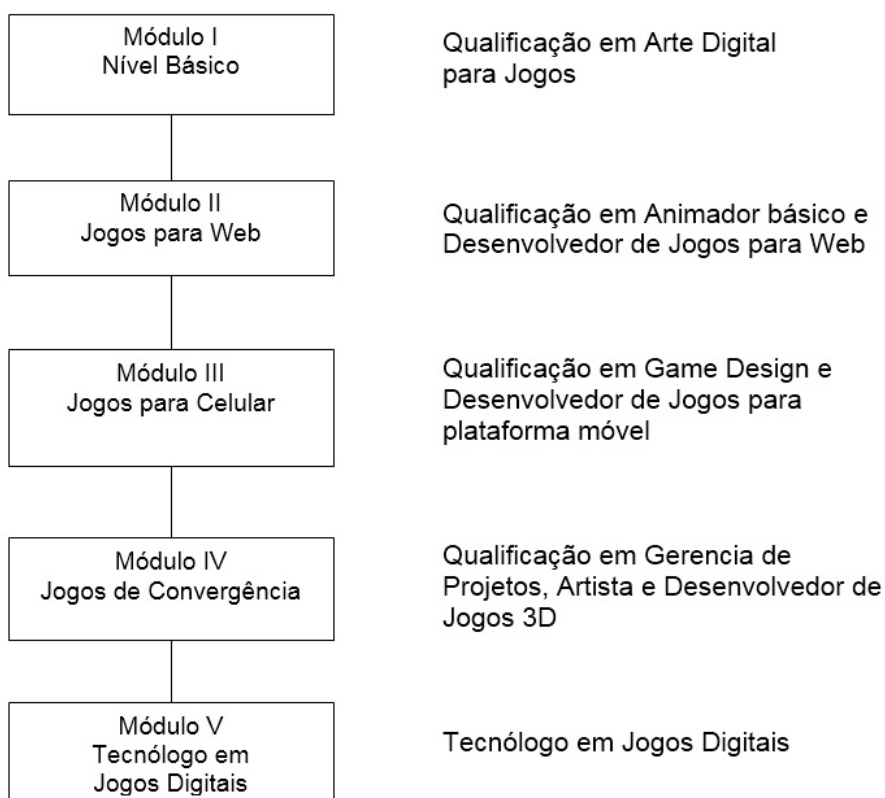 Módulo I
Nível Básico
Qualificação em Arte Digital
para Jogos
Módulo II
Jogos para Web
Qualificação em Animador básico e
Desenvolvedor de Jogos para Web
Módulo III
Jogos para Celular
Qualificação em Game Design e
Desenvolvedor de Jogos para
plataforma móvel
Módulo IV
Jogos de Convergência
Qualificação em Gerencia de
Projetos, Artista e Desenvolvedor de
Jogos 3D
Módulo V
Tecnólogo em
Jogos Digitais
Tecnólogo em Jogos Digitais